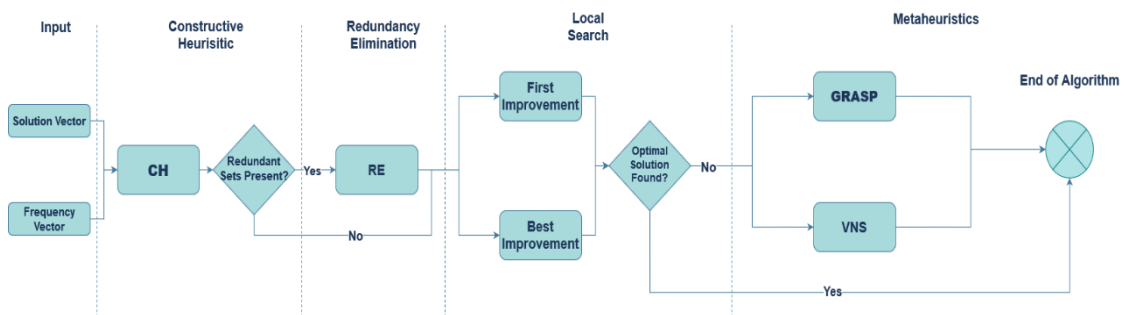 Input
Constructive
Heurisitic
Redundancy
Elimination
Local
Search
Metaheuristics
End of Algorithm
Solution Vector
Frequency
Vector
CH
Redundant
Sets Present?
Yes
No
RE
First
Improvement
Best
Improvement
Optimal
Solution
Found?
No
Yes
GRASP
VNS